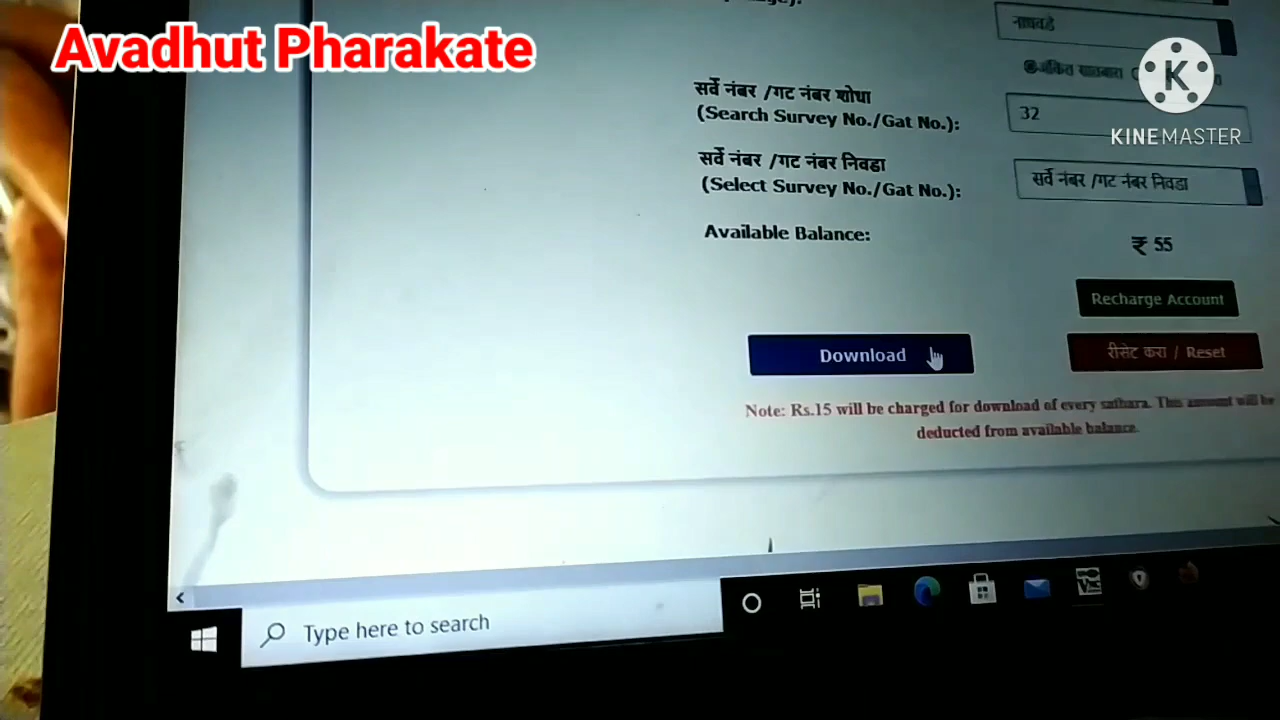 Avadhut Pharakate
नाघवडे
सर्वे नंबर /गट नंबर शोधा
(Search Survey No./Gat No.):
32
KINEMASTER
सर्वे नंबर /गट नंबर निवडा
(Select Survey No./Gat No.):
सर्वे नंबर /गट नंबर निवडा
Available Balance:
₹ 55
Recharge Account
Download
रीसेट करा / Reset
Note: Rs.15 will be charged for download of every satbara. This amount will be
deducted from available balance.
Type here to search